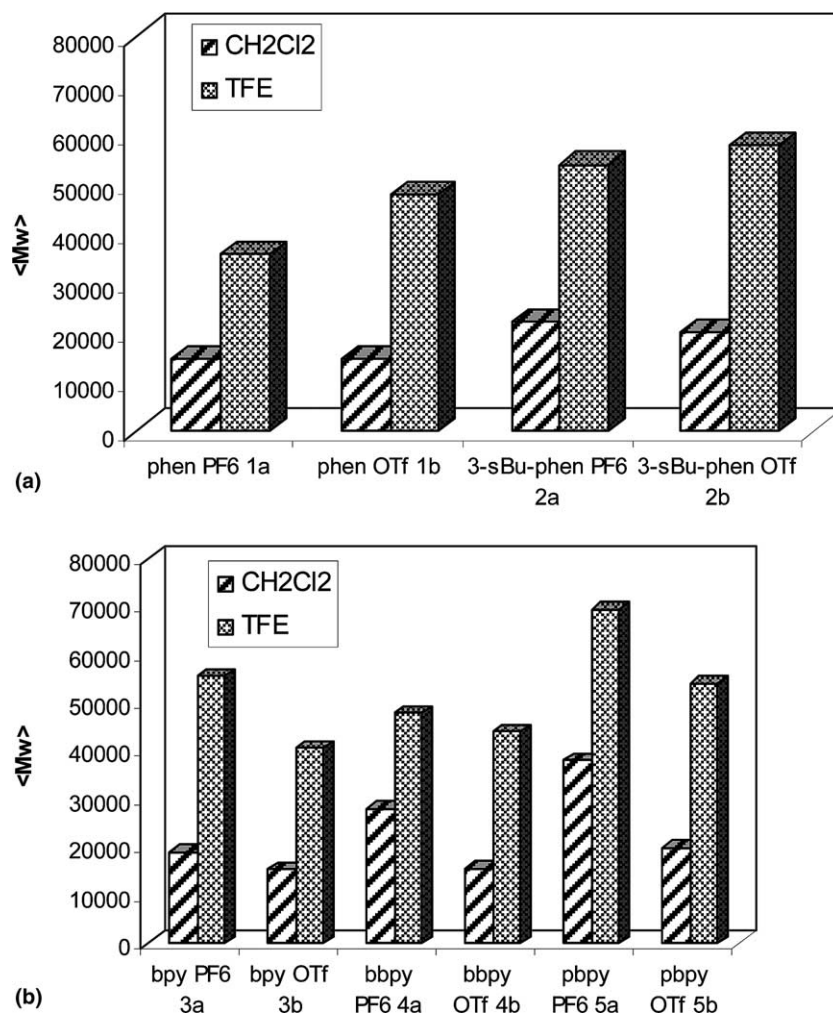 80000
70000
60000
50000
40000
30000
20000
10000
0
<Mw>
CH2Cl2
TFE
phen PF6 1a
phen OTf 1b
3-sBu-phen PF6
2a
3-sBu-phen OTf
2b
(a)
80000
70000
60000
50000
40000
30000
20000
10000
0
<Mw>
CH2Cl2
TFE
bpy PF6
3a
bpy OTf
3b
bbpy
PF6 4a
bbpy
OTf 4b
pbpy
PF6 5a
pbpy
OTf 5b
(b)